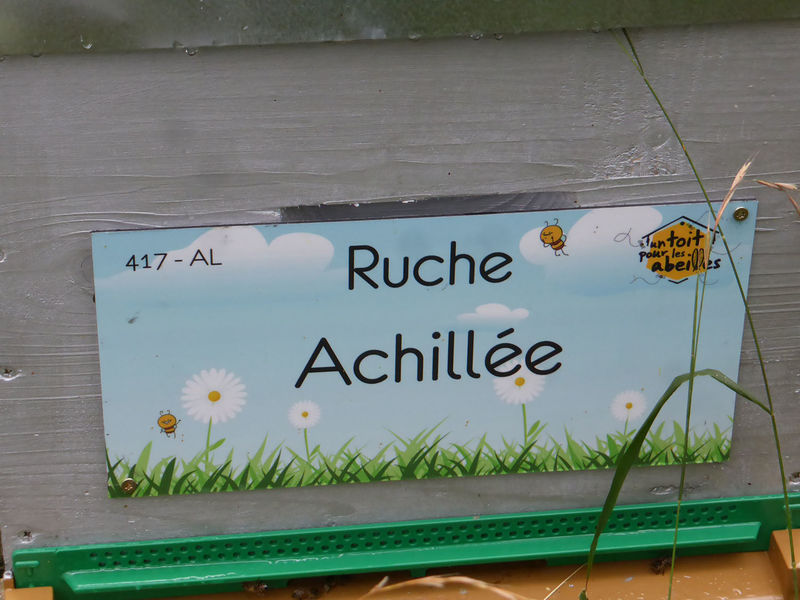 417 - AL
Ruche
Achillée
Un toit
pour les
abeilles